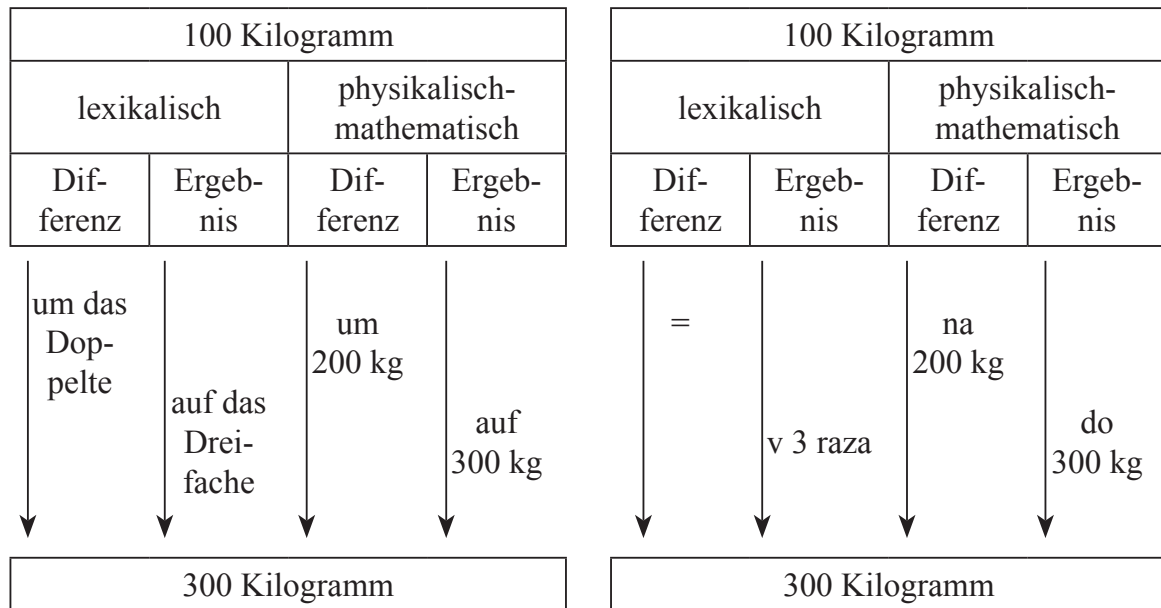 100 Kilogramm
lexikalisch
physikalisch-
mathematisch
Dif-
ferenz
Ergeb-
nis
Dif-
ferenz
Ergeb-
nis
um das
Dop-
pelte
auf das
Drei-
fache
um
200 kg
auf
300 kg
300 Kilogramm
100 Kilogramm
lexikalisch
physikalisch-
mathematisch
Dif-
ferenz
Ergeb-
nis
Dif-
ferenz
Ergeb-
nis
=
v 3 raza
na
200 kg
do
300 kg
300 Kilogramm